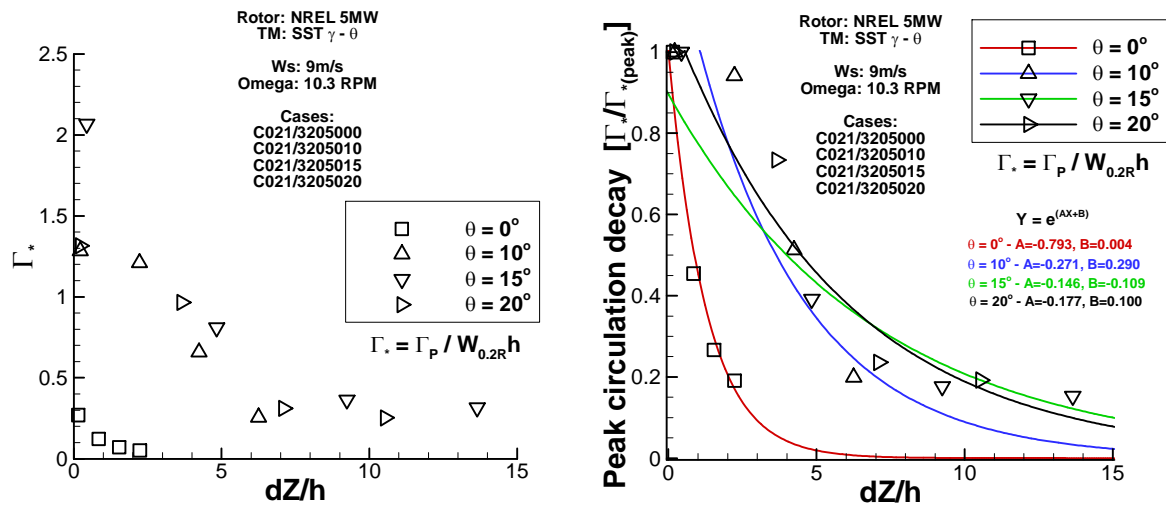 Rotor: NREL 5MW
TM: SST γ - θ
Ws: 9m/s
Omega: 10.3 RPM
Cases:
C021/3205000
C021/3205010
C021/3205015
C021/3205020
θ = 0°
θ = 10°
θ = 15°
θ = 20°
Γ* = ΓP / W0.2Rh
Γ*
2.5
2
1.5
1
0.5
0
0
5
10
15
dZ/h
Rotor: NREL 5MW
TM: SST γ - θ
Ws: 9m/s
Omega: 10.3 RPM
Cases:
C021/3205000
C021/3205010
C021/3205015
C021/3205020
θ = 0°
θ = 10°
θ = 15°
θ = 20°
Γ* = ΓP / W0.2Rh
Y = e(AX+B)
θ = 0° - A=-0.793, B=0.004
θ = 10° - A=-0.271, B=0.290
θ = 15° - A=-0.146, B=-0.109
θ = 20° - A=-0.177, B=0.100
Peak circulation decay [Γ*/Γ*(peak)]
1
0.8
0.6
0.4
0.2
0
0
5
10
15
dZ/h